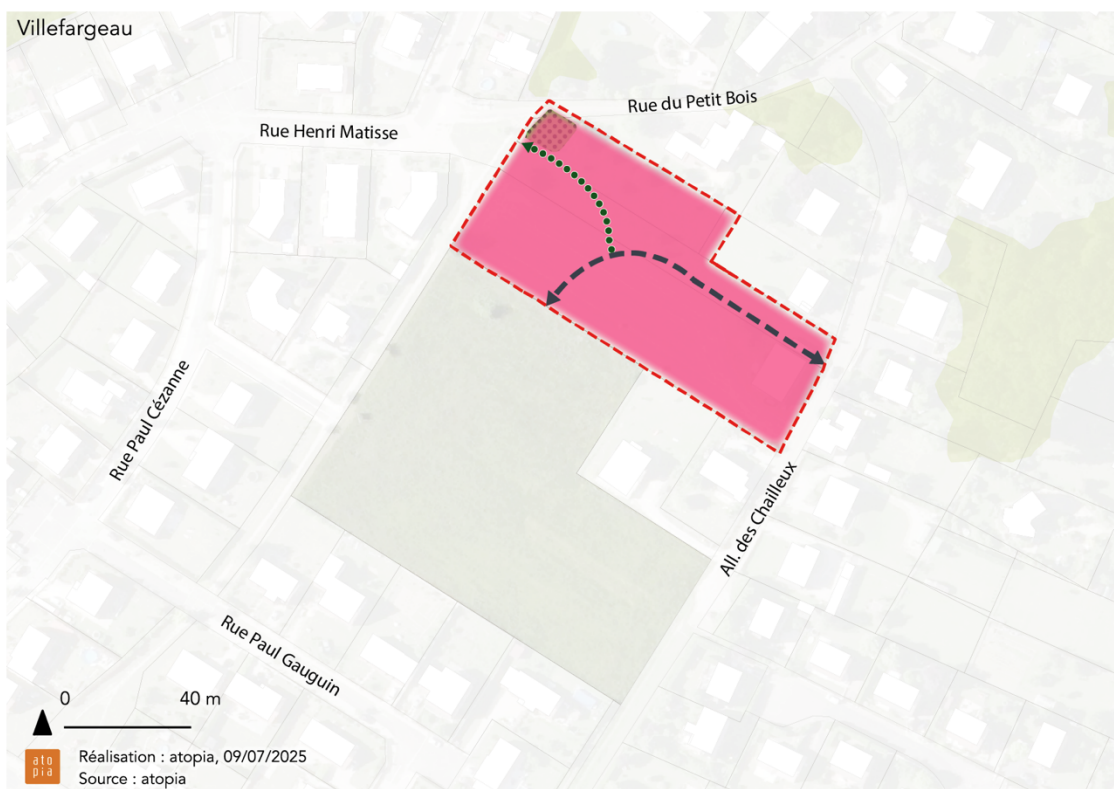 Villefargeau
Rue du Petit Bois
Rue Henri Matisse
Rue Paul Cézanne
All. des Chailleux
Rue Paul Gauguin
0 40 m
ato
pia
Réalisation : atopia, 09/07/2025
Source : atopia